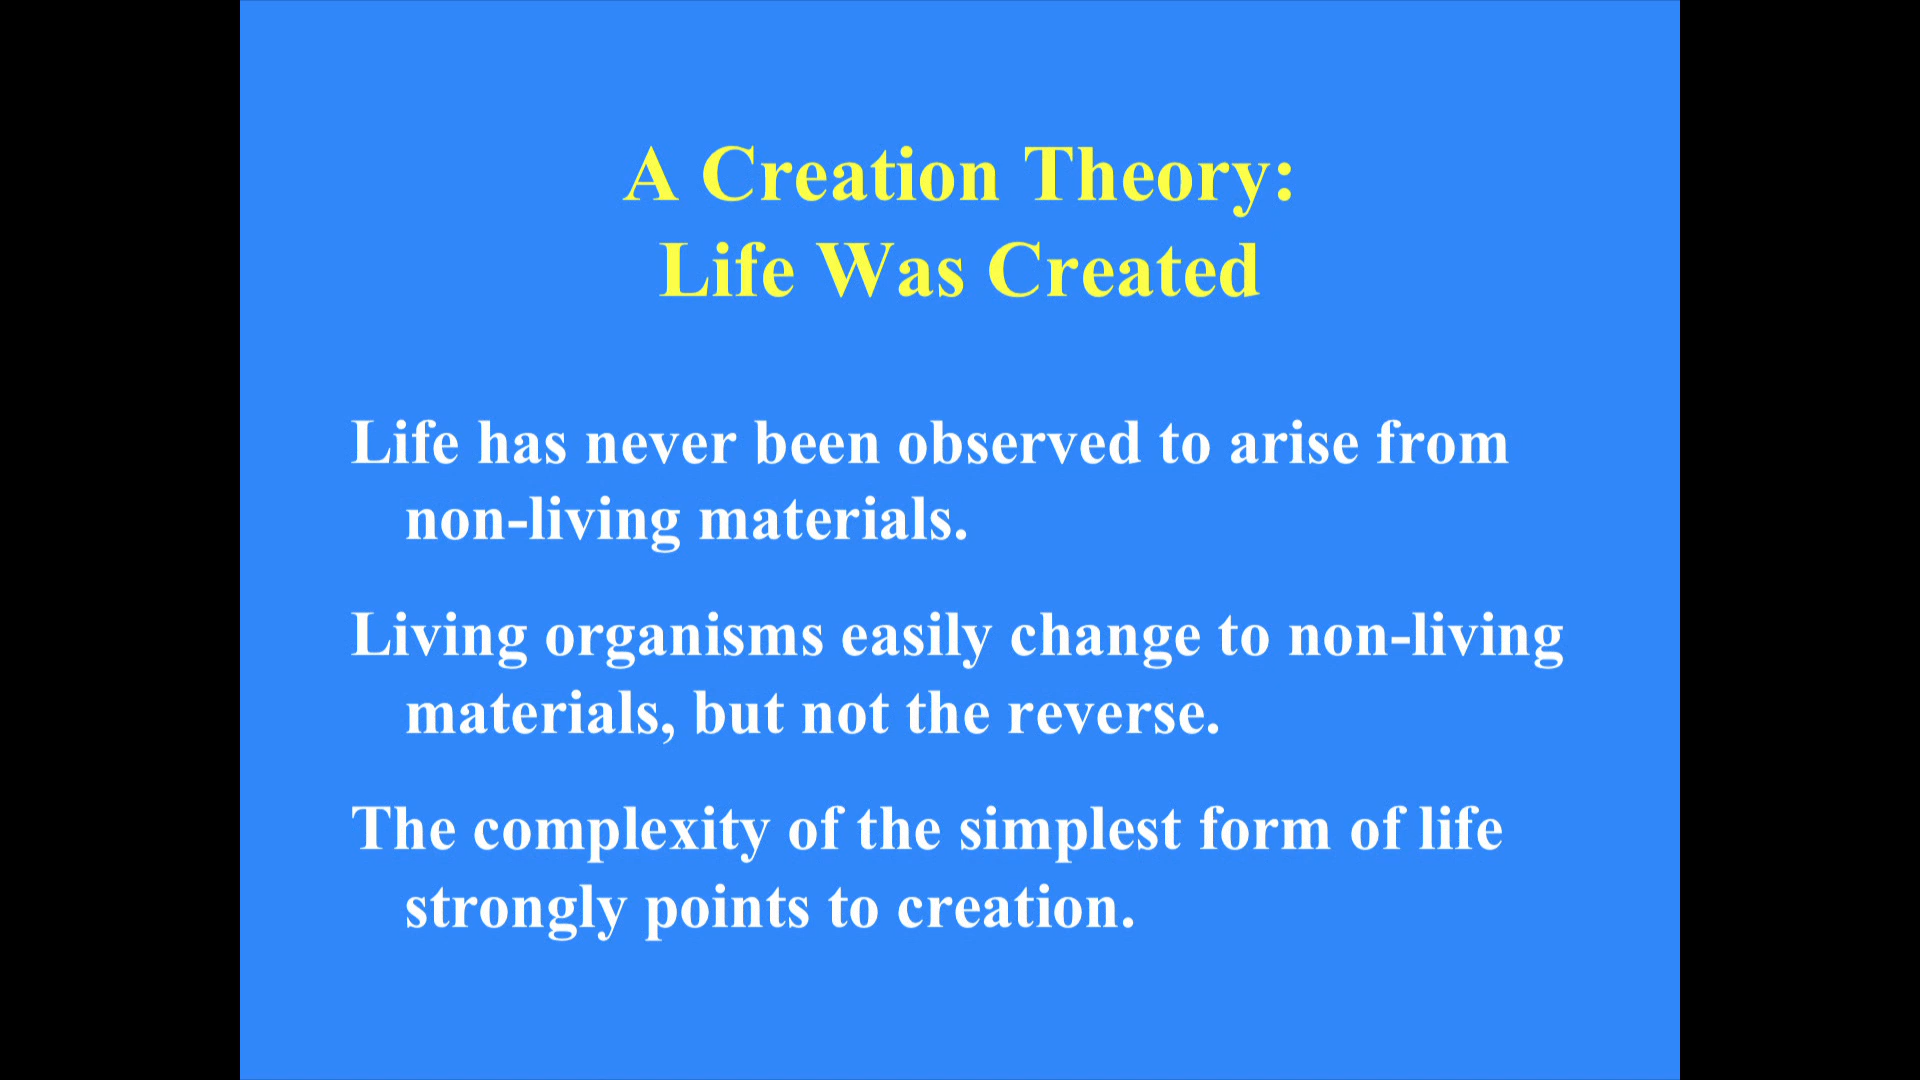 A Creation Theory:
Life Was Created
Life has never been observed to arise from
non-living materials.
Living organisms easily change to non-living
materials, but not the reverse.
The complexity of the simplest form of life
strongly points to creation.